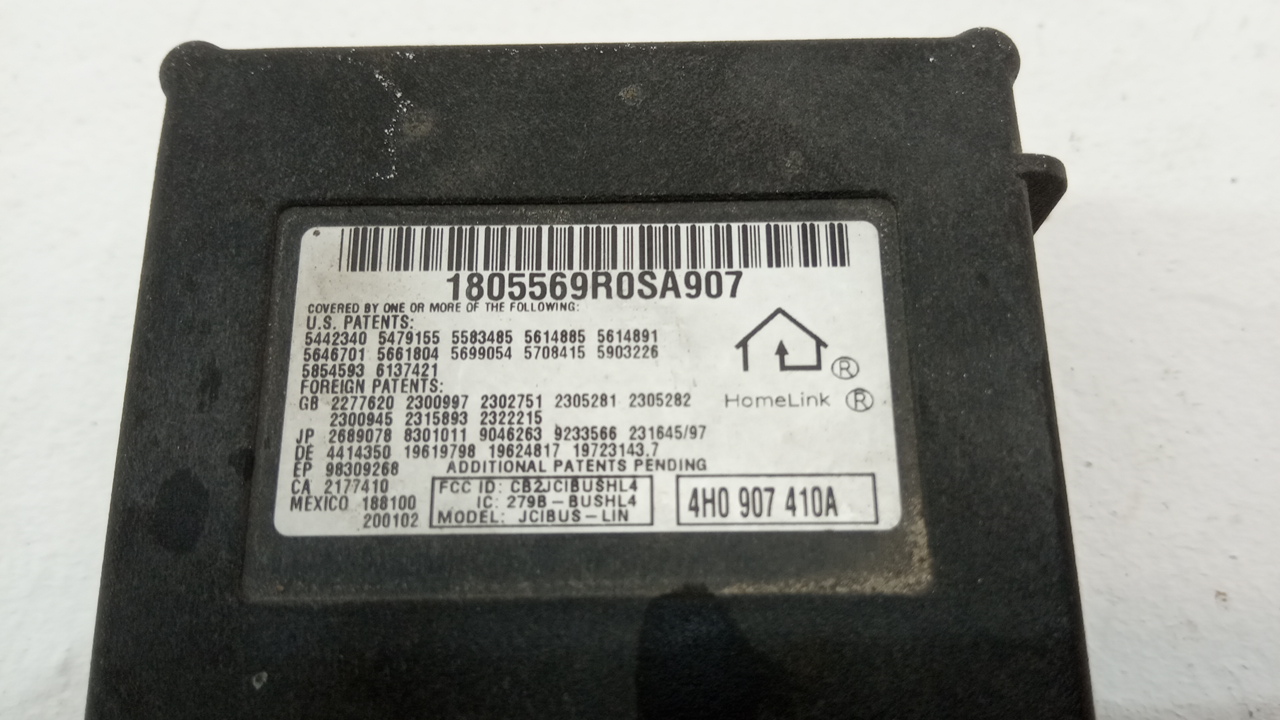 1805569R0SA907
COVERED BY ONE OR MORE OF THE FOLLOWING:
U.S. PATENTS:
5442340 5479155 5583485 5614885 5614891
5646701 5661804 5699054 5708415 5903226
5854593 6137421
FOREIGN PATENTS:
GB 2277620 2300997 2302751 2305281 2305282
2300945 2315893 2322215
JP 2689078 8301011 9046263 9233566 231645/97
DE 4414350 19619798 19624817 19723143.7
EP 98309268 ADDITIONAL PATENTS PENDING
CA 2177410
MEXICO 188100
200102
FCC ID: CB2JCIBUSHL4
IC: 279B-BUSHL4
MODEL: JCIBUS-LIN
®
HomeLink ®
4H0 907 410A